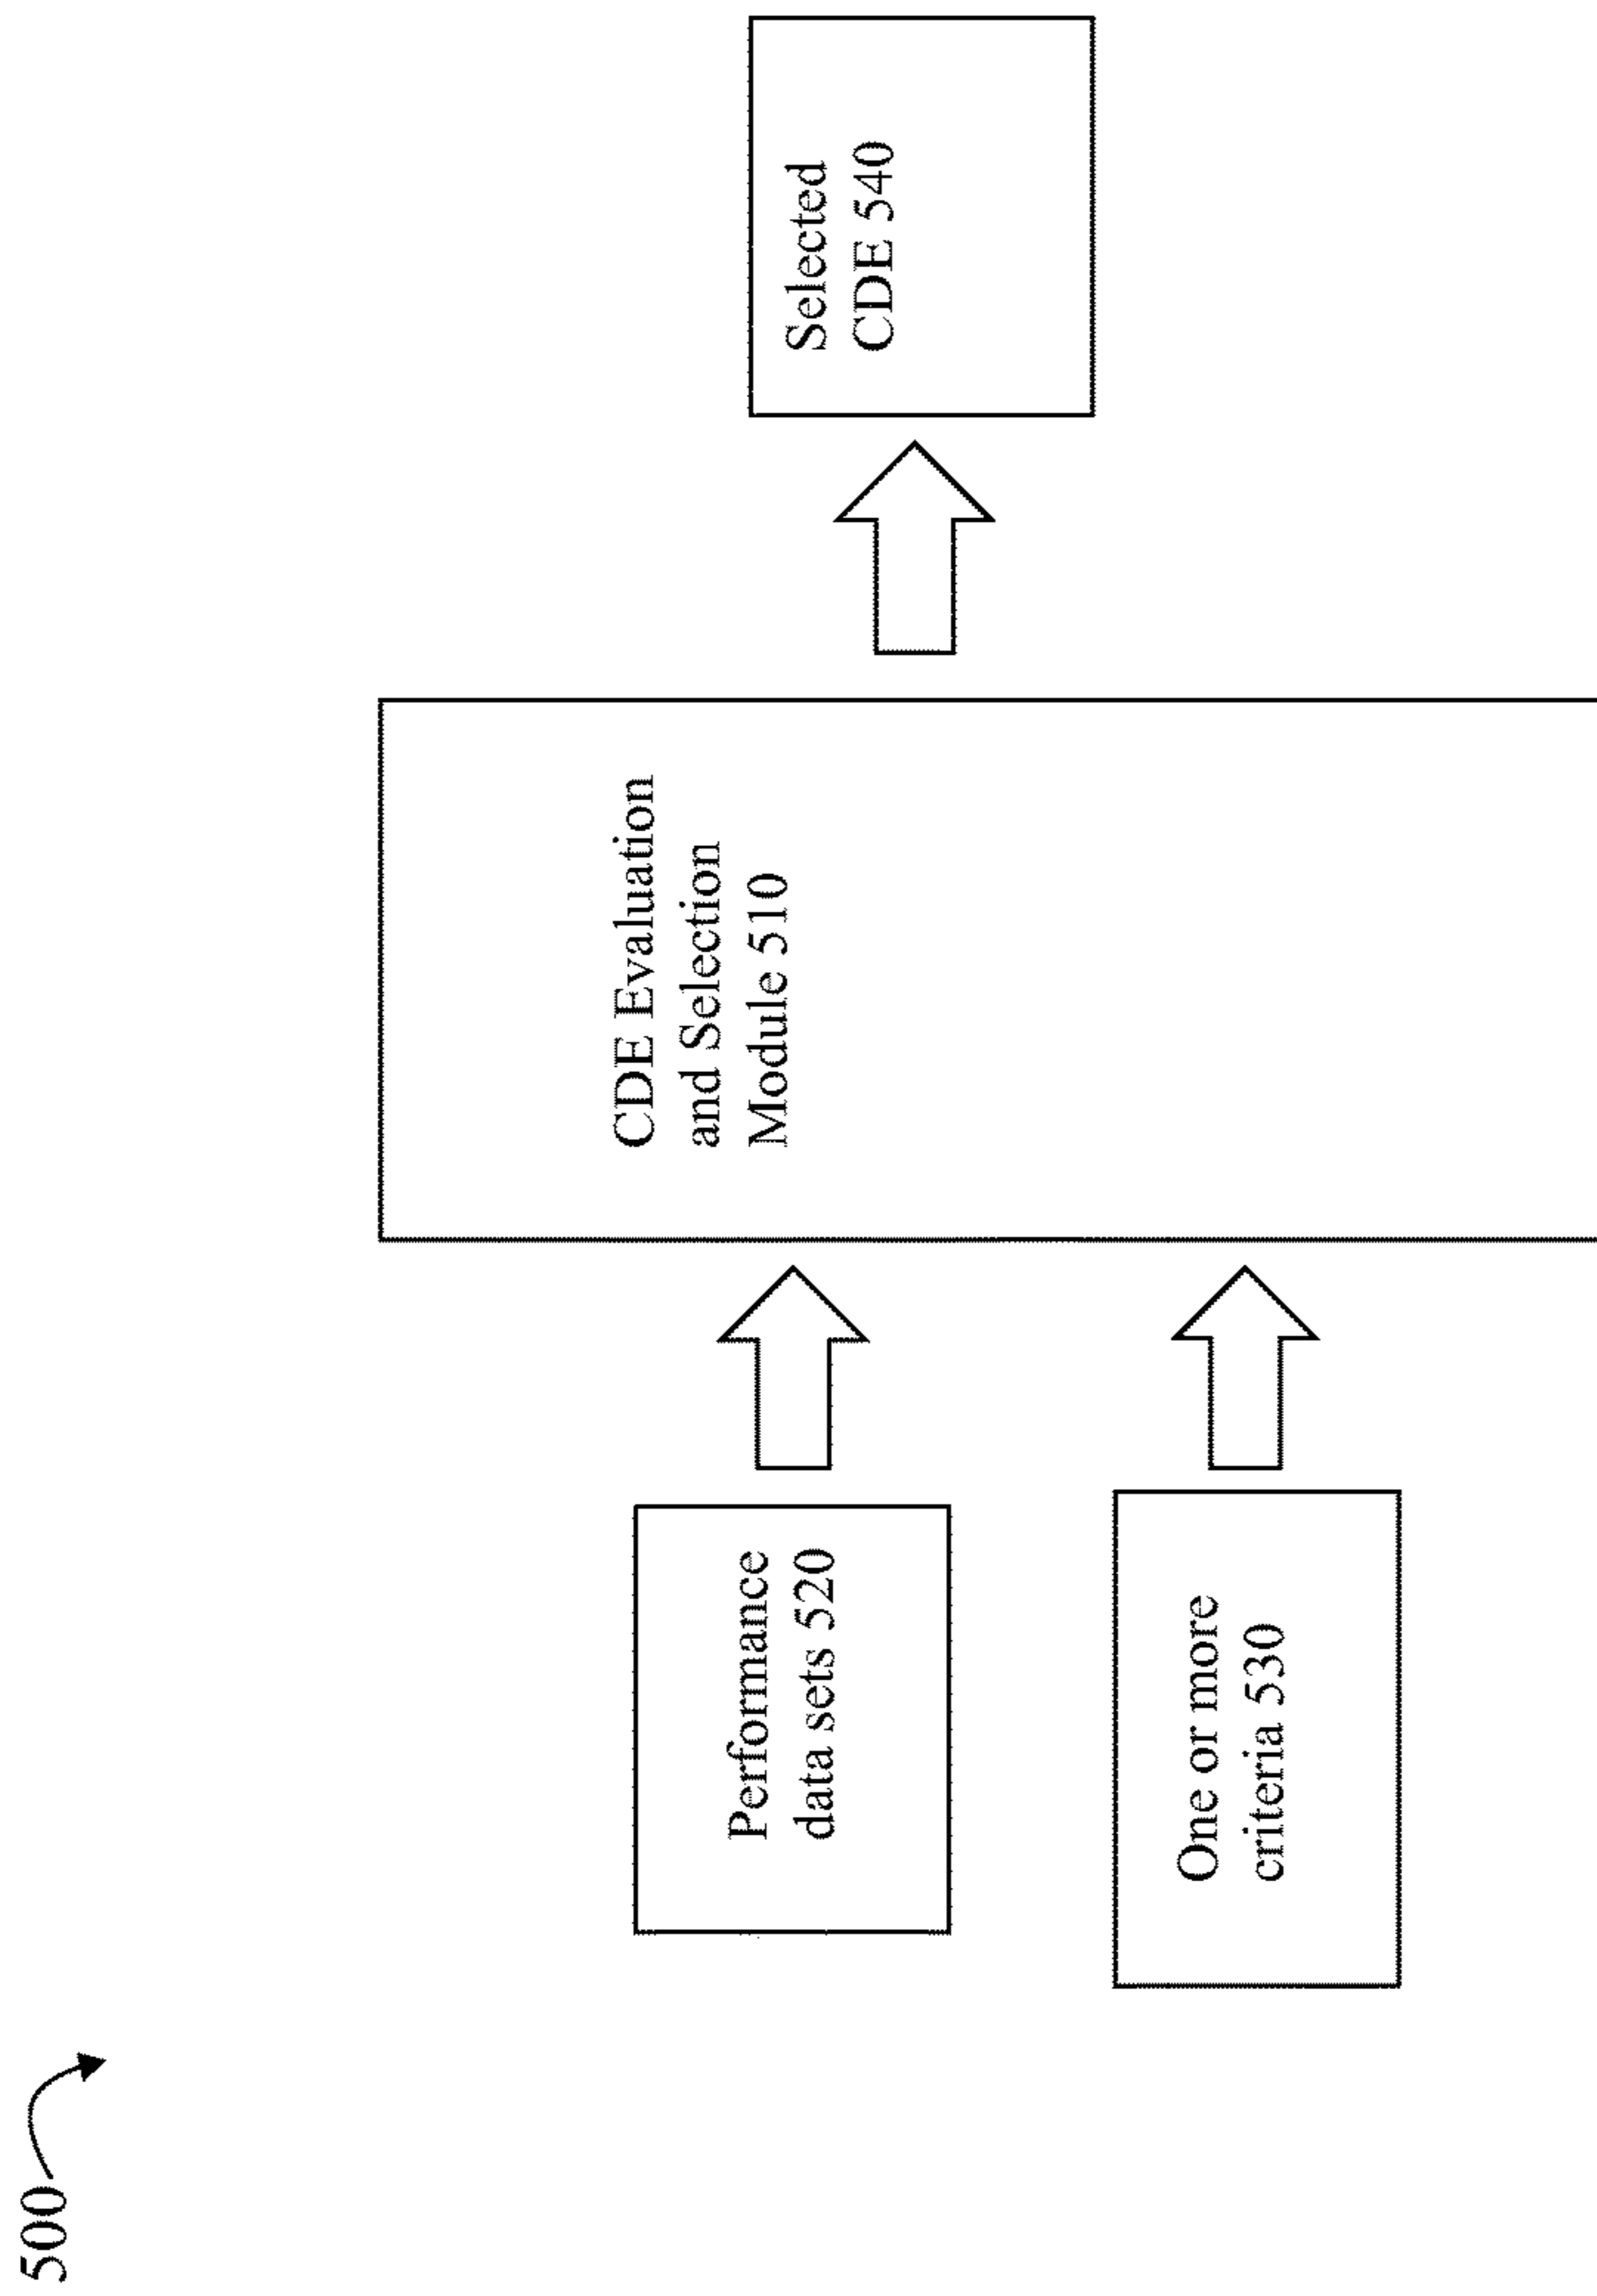 500
Performance
data sets 520
One or more
criteria 530
CDE Evaluation
and Selection
Module 510
Selected
CDE 540